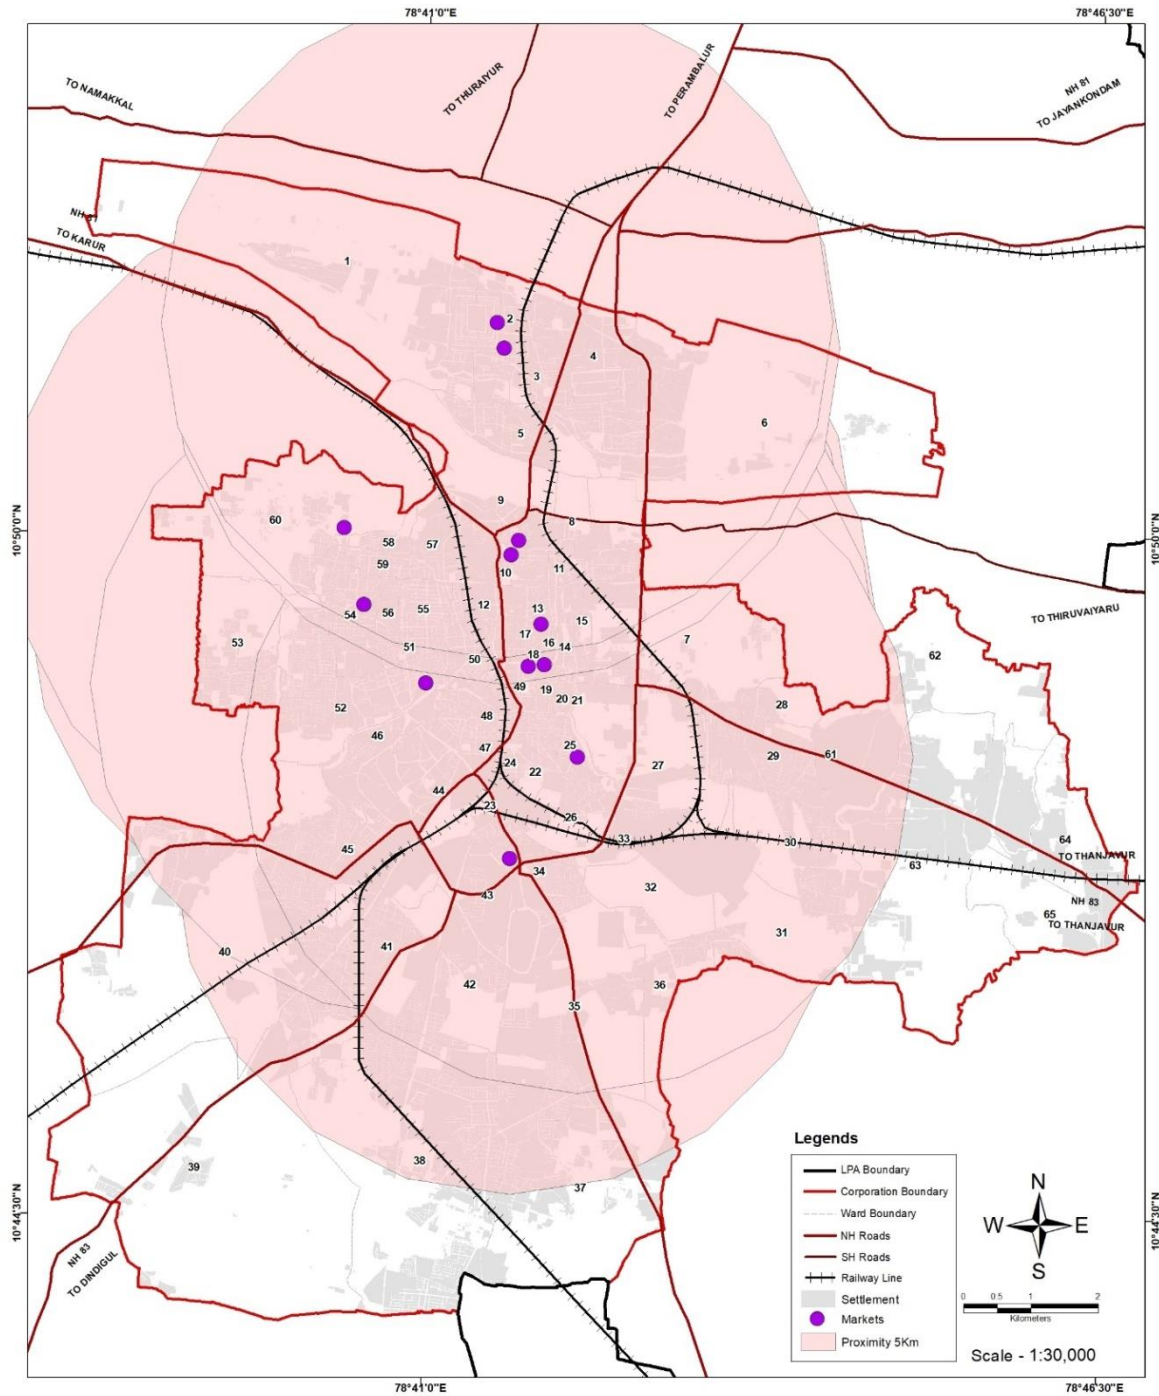 78°41'0"E
78°46'30"E
TO NAMAKKAL
TO THURAIYUR
TO PERAMBALUR
NH 81
TO JAYANKONDAM
NH 81
TO KARUR
1
2
3
4
5
6
9
8
60
58
57
10°50'0"N
10°50'0"N
59
10
11
12
13
54
56
55
15
TO THIRUVAIYARU
17
16
14
7
53
51
50
18
62
49
19
20
21
52
48
28
46
47
25
24
22
27
29
61
44
23
26
33
45
30
64
TO THANJAVUR
63
34
32
43
NH 83
65
TO THANJAVUR
31
41
40
42
36
35
39
38
37
NH 83
TO DINDIGUL
10°44'30"N
10°44'30"N
Legends
LPA Boundary
Corporation Boundary
Ward Boundary
NH Roads
SH Roads
Railway Line
Settlement
Markets
Proximity 5Km
N
W
E
S
0 0.5 1 2
Kilometers
Scale - 1:30,000
78°41'0"E
78°46'30"E